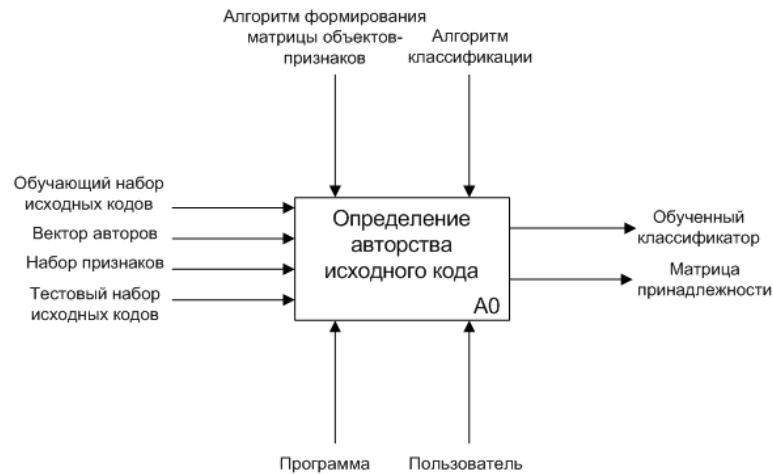 Алгоритм формирования
матрицы объектов-
признаков
Алгоритм
классификации
Обучающий набор
исходных кодов
Вектор авторов
Набор признаков
Тестовый набор
исходных кодов
Определение
авторства
исходного кода
A0
Обученный
классификатор
Матрица
принадлежности
Программа
Пользователь